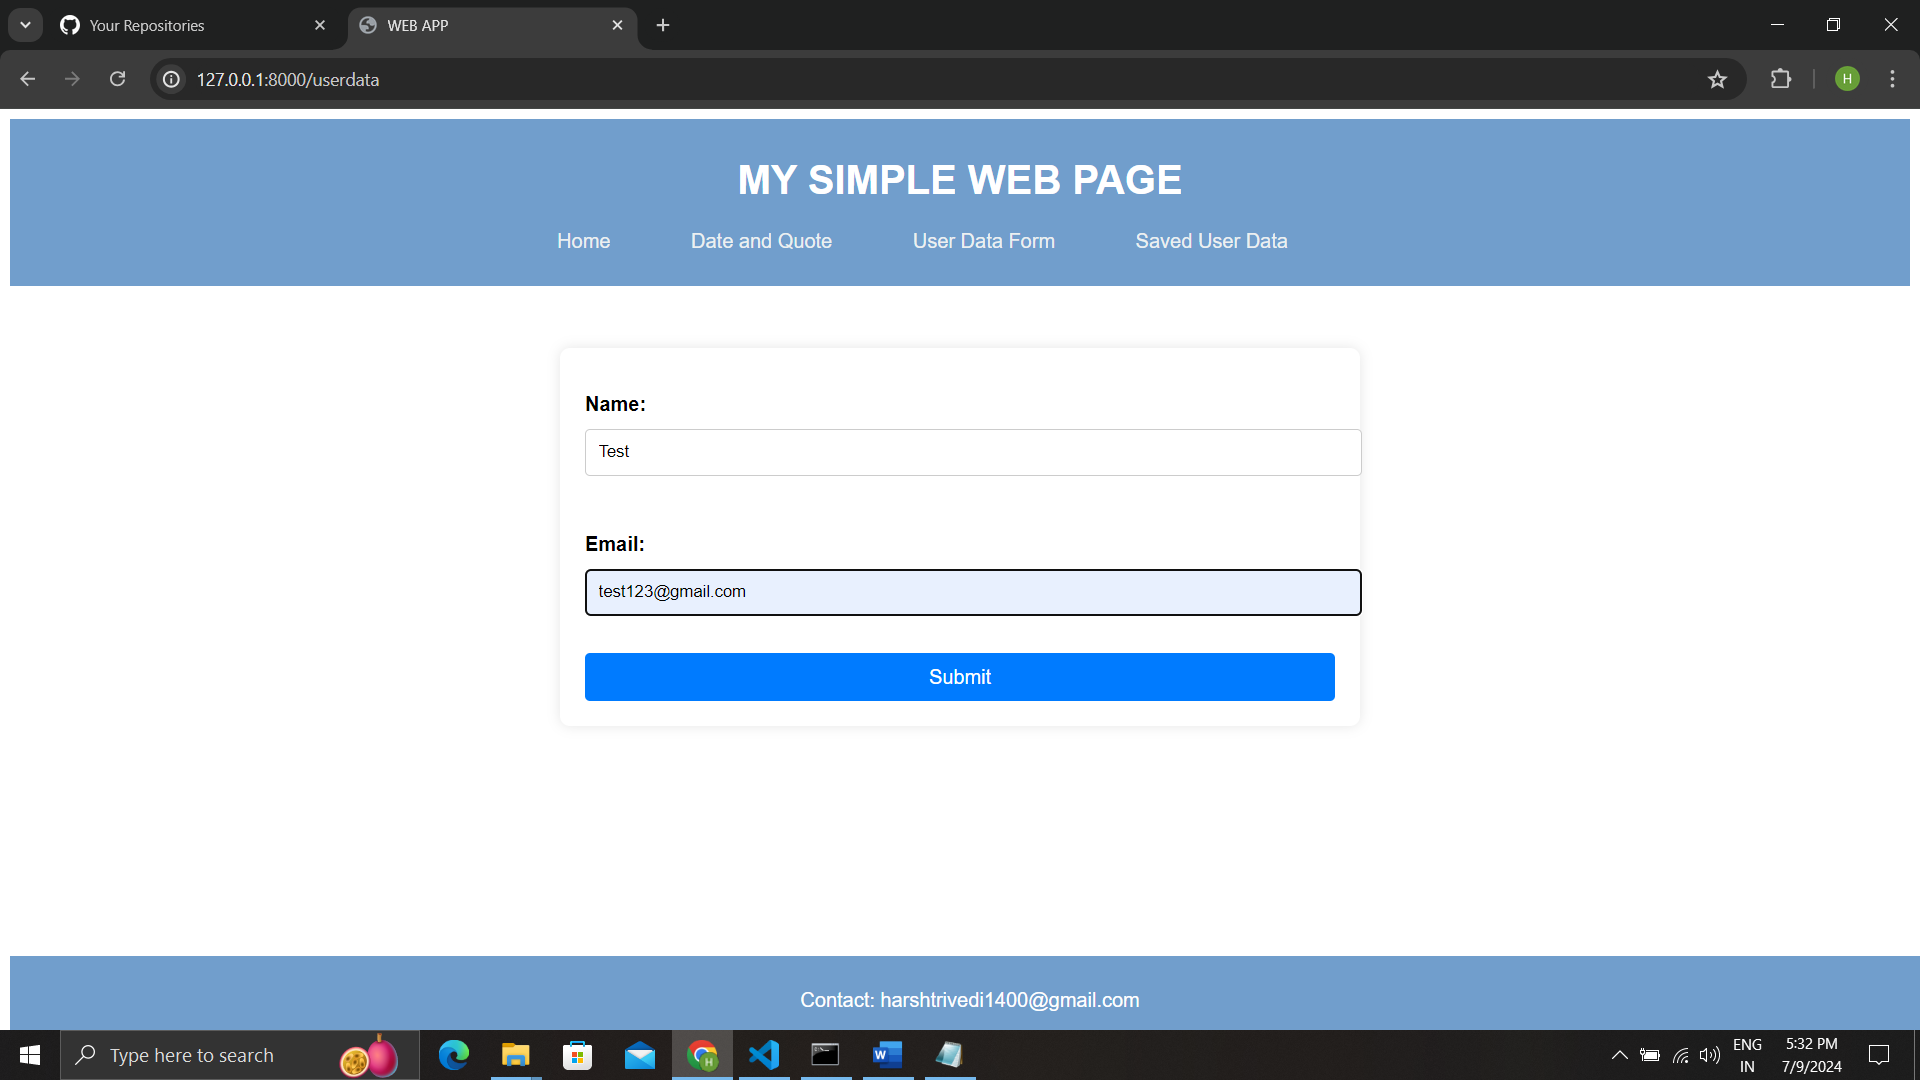 Your Repositories
WEB APP
127.0.0.1:8000/userdata
H
MY SIMPLE WEB PAGE
Home Date and Quote User Data Form Saved User Data
Name:
Test
Email:
test123@gmail.com
Submit
Contact: harshtrivedi1400@gmail.com
Type here to search
H
W
ENG
IN
5:32 PM
7/9/2024